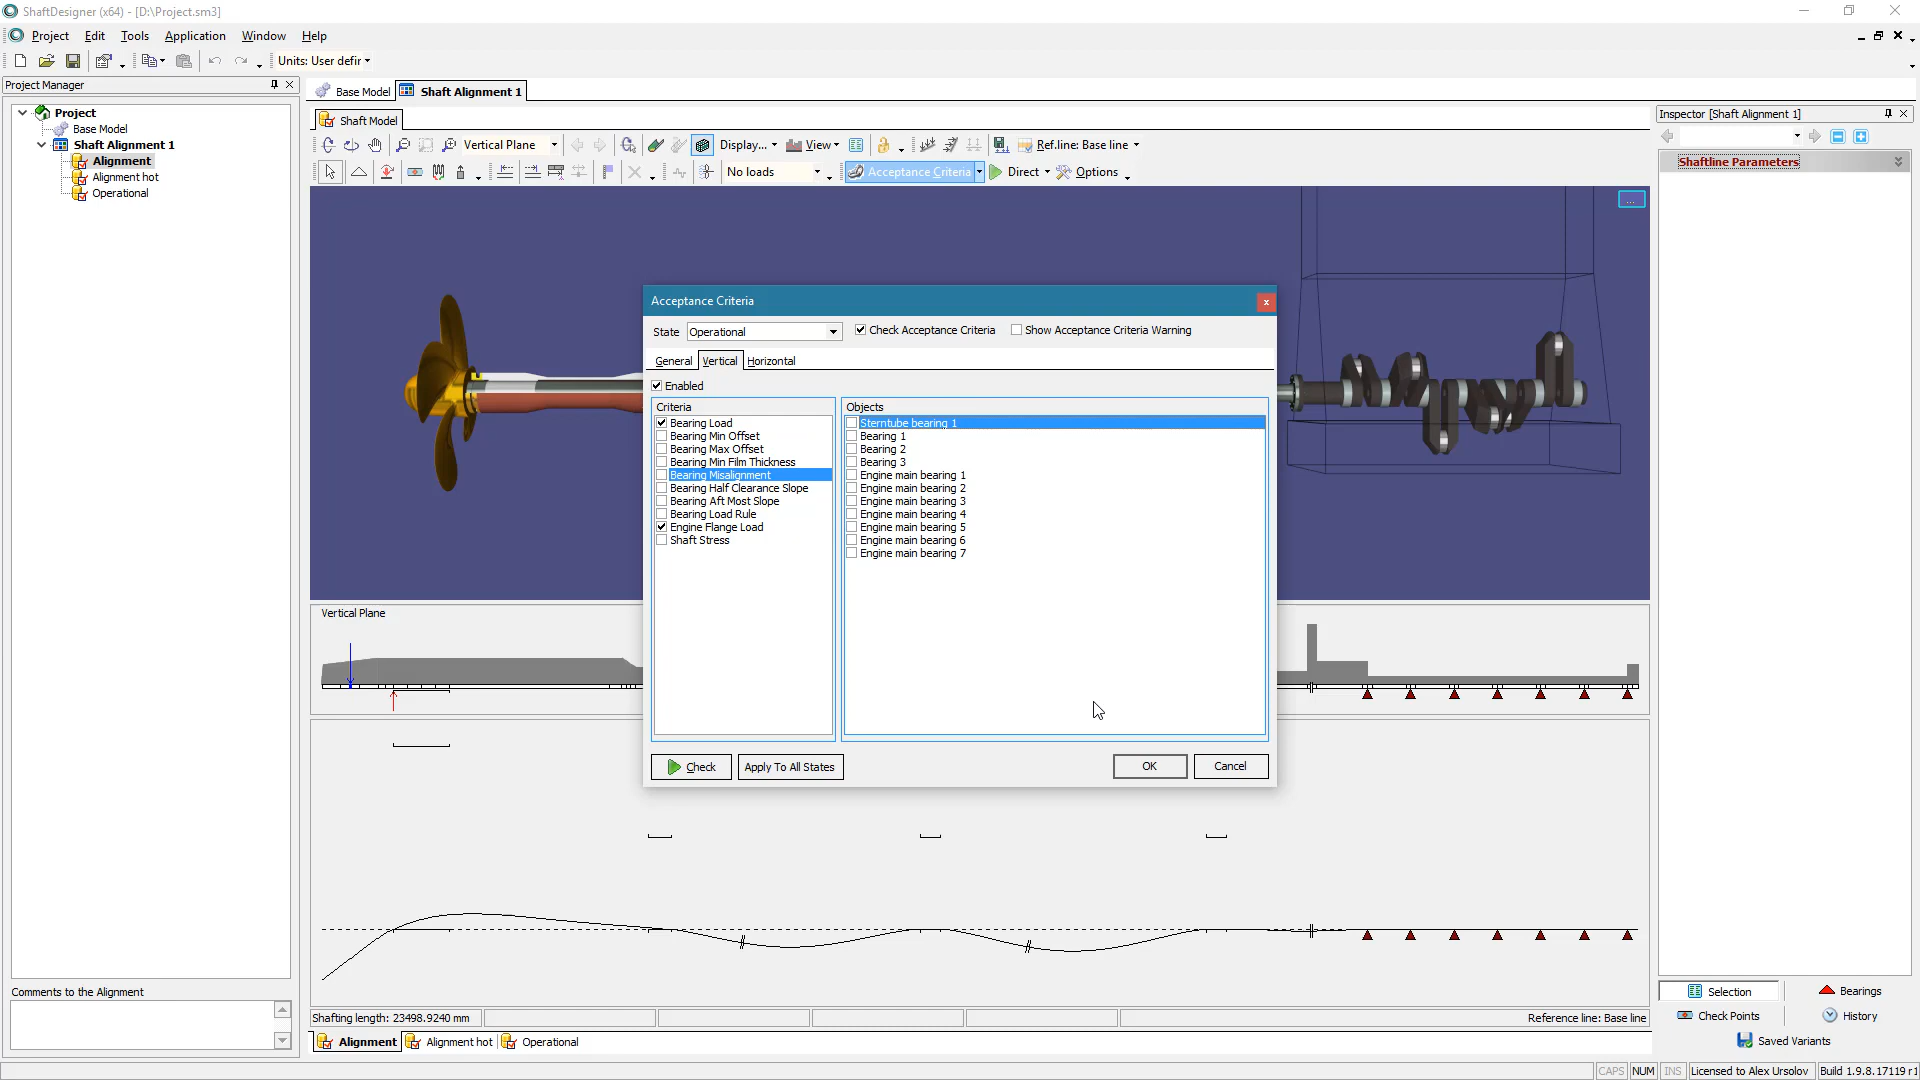 ShaftDesigner (x64) - [D:\Project.sm3]
Project Edit Tools Application Window Help
Units: User defir
Project Manager
Project
Base Model
Shaft Alignment 1
Alignment
Alignment hot
Operational
Comments to the Alignment
Base Model Shaft Alignment 1
Shaft Model
Vertical Plane Display... View Ref.line: Base line
No loads Acceptance Criteria Direct Options
...
Acceptance Criteria
x
State Operational Check Acceptance Criteria Show Acceptance Criteria Warning
General Vertical Horizontal
Enabled
Criteria
Bearing Load
Bearing Min Offset
Bearing Max Offset
Bearing Min Film Thickness
Bearing Misalignment
Bearing Half Clearance Slope
Bearing Aft Most Slope
Bearing Load Rule
Engine Flange Load
Shaft Stress
Objects
Sterntube bearing 1
Bearing 1
Bearing 2
Bearing 3
Engine main bearing 1
Engine main bearing 2
Engine main bearing 3
Engine main bearing 4
Engine main bearing 5
Engine main bearing 6
Engine main bearing 7
Check Apply To All States OK Cancel
Vertical Plane
Shafting length: 23498.9240 mm Reference line: Base line
Alignment Alignment hot Operational
Inspector [Shaft Alignment 1]
Shaftline Parameters
Selection Bearings
Check Points History
Saved Variants
CAPS NUM INS Licensed to Alex Ursolov Build 1.9.8.17119 r1